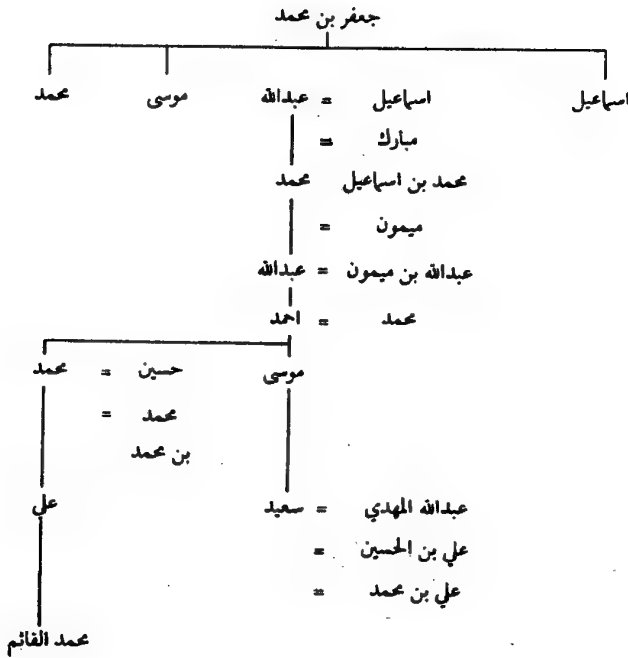 جعفر بن محمد
اسماعيل اسماعيل = عبدالله موسى محمد
مبارك =
محمد بن اسماعيل محمد
ميمون =
عبدالله بن ميمون = عبدالله
محمد = احمد
موسى حسين = محمد
محمد =
بن محمد
عبدالله المهدي = سعيد علي
علي بن الحسين =
علي بن محمد =
محمد القائم